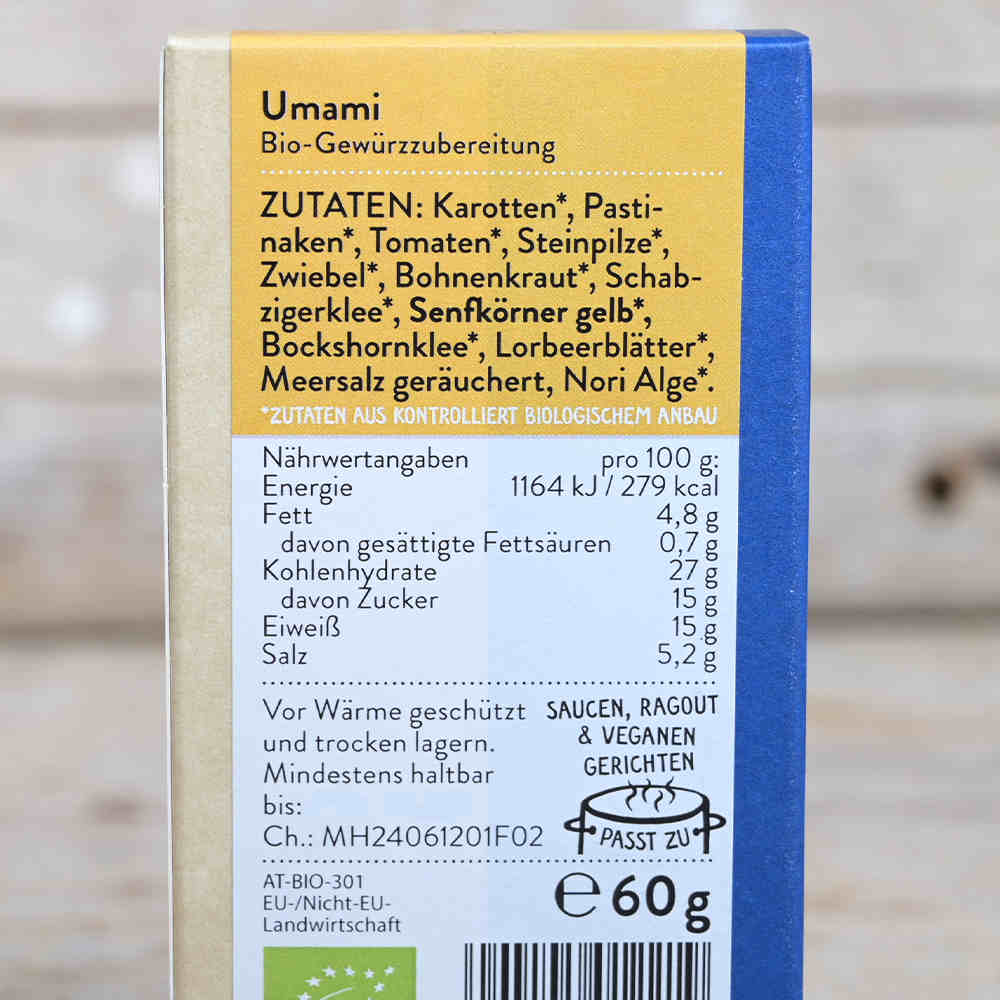 Umami
Bio-Gewürzzubereitung
ZUTATEN: Karotten*, Pasti-
naken*, Tomaten*, Steinpilze*,
Zwiebel*, Bohnenkraut*, Schab-
zigerklee*, Senfkörner gelb*,
Bockshornklee*, Lorbeerblätter*,
Meersalz geräuchert, Nori Alge*.
*ZUTATEN AUS KONTROLLIERT BIOLOGISCHEM ANBAU
Nährwertangaben pro 100 g:
Energie 1164 kJ / 279 kcal
Fett 4,8 g
davon gesättigte Fettsäuren 0,7 g
Kohlenhydrate 27 g
davon Zucker 15 g
Eiweiß 15 g
Salz 5,2 g
Vor Wärme geschützt
und trocken lagern.
Mindestens haltbar
bis:
Ch.: MH24061201F02
SAUCEN, RAGOUT
& VEGANEN
GERICHTEN
PASST ZU
AT-BIO-301
EU-/Nicht-EU-
Landwirtschaft
℮ 60 g